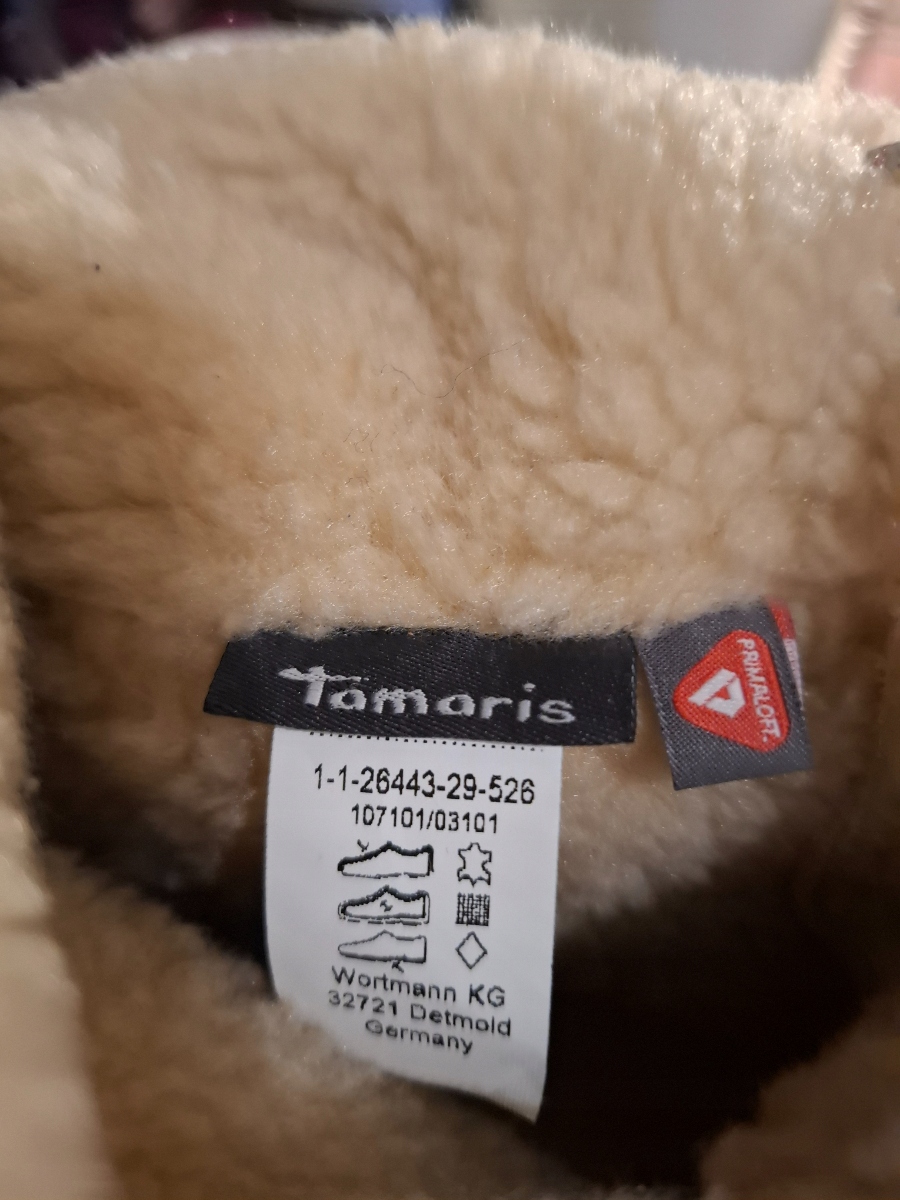 Tamaris
PRIMALOFT.
1-1-26443-29-526
107101/03101
Wortmann KG
32721 Detmold
Germany